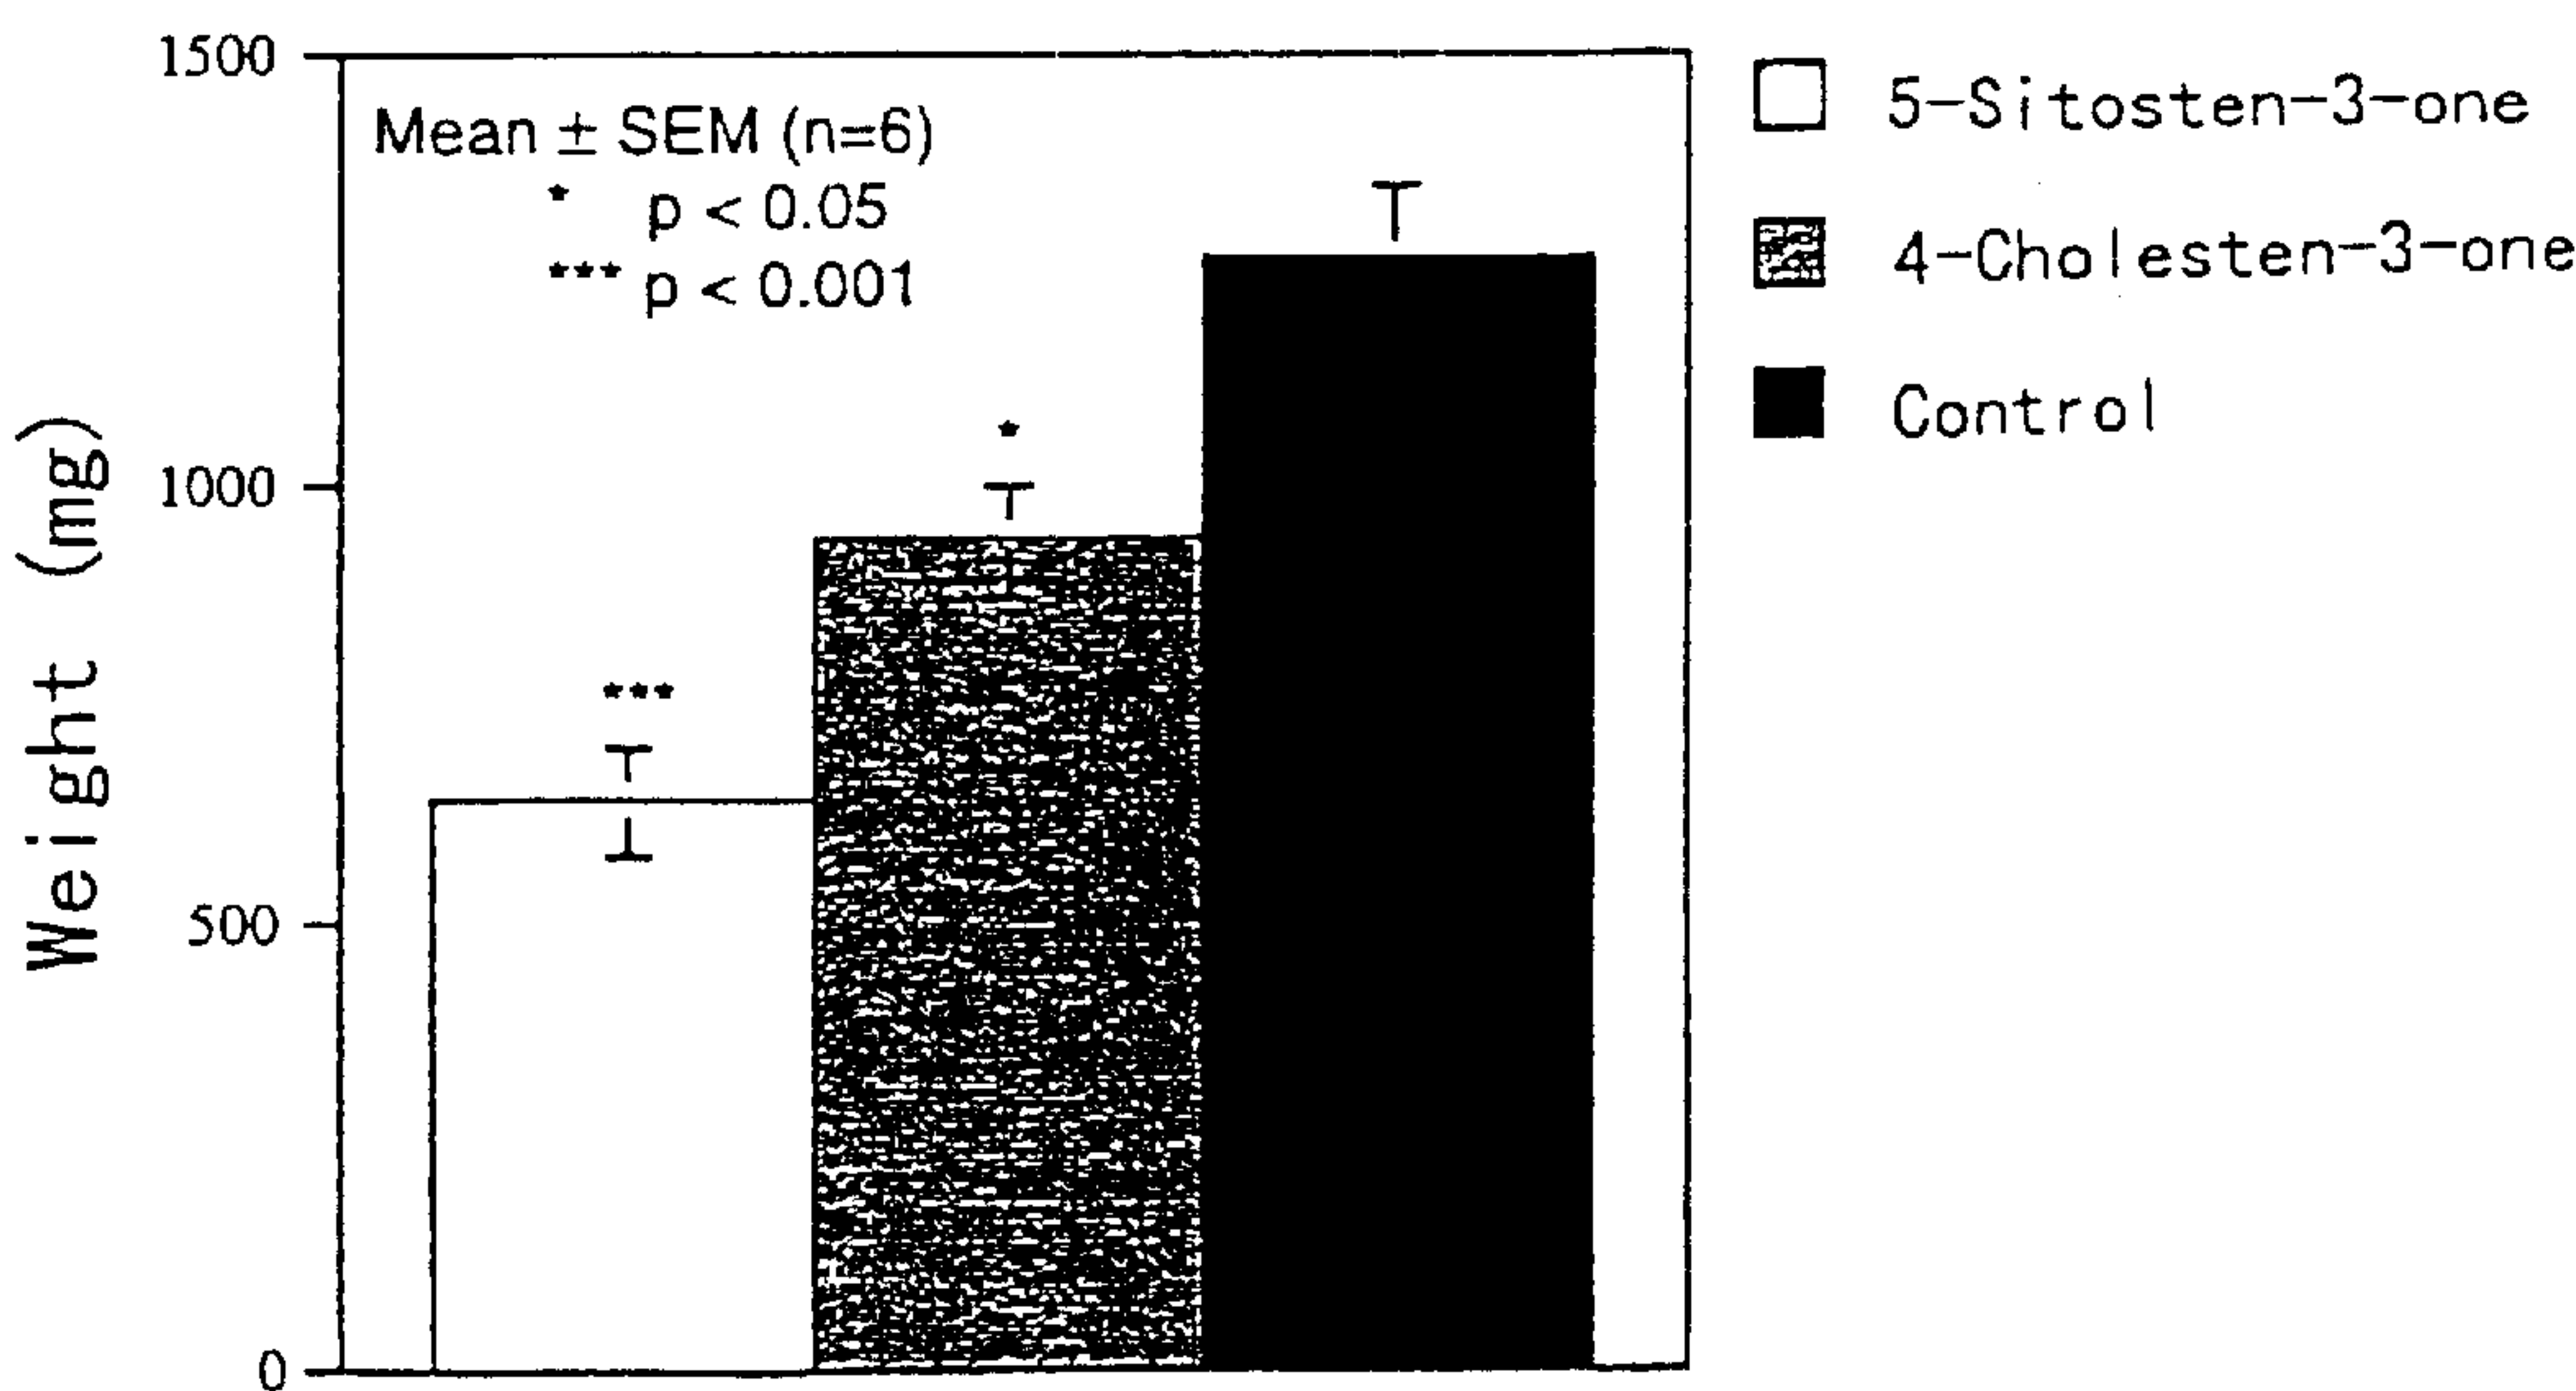 1500
1000
500
0
Weight (mg)
Mean ± SEM (n=6)
* p < 0.05
*** p < 0.001
***
*
5-Sitosten-3-one
4-Cholesten-3-one
Control